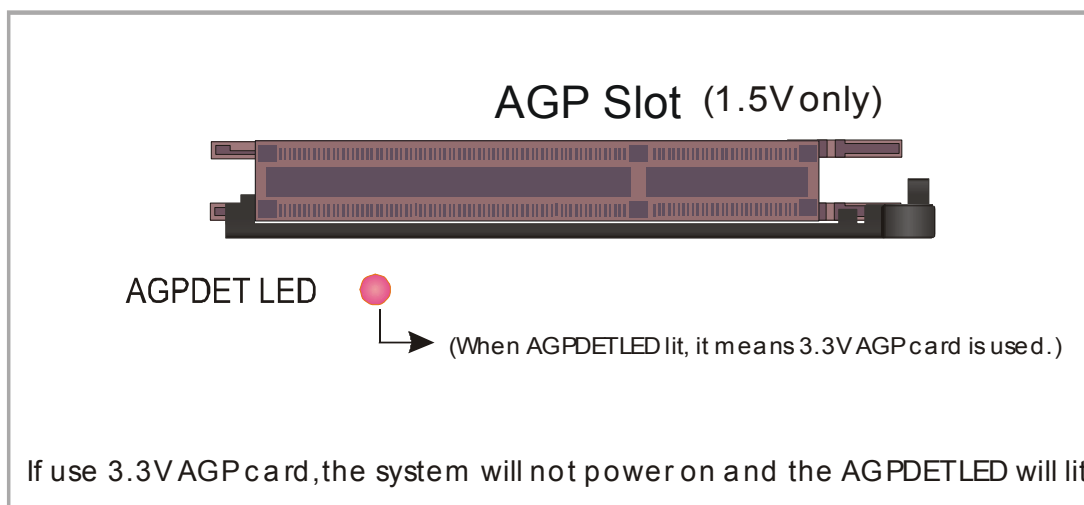 AGP Slot (1.5V only)
AGPDET LED
(When AGPDETLED lit, it means 3.3V AGP card is used.)
If use 3.3V AGP card,the system will not power on and the AGPDETLED will lit